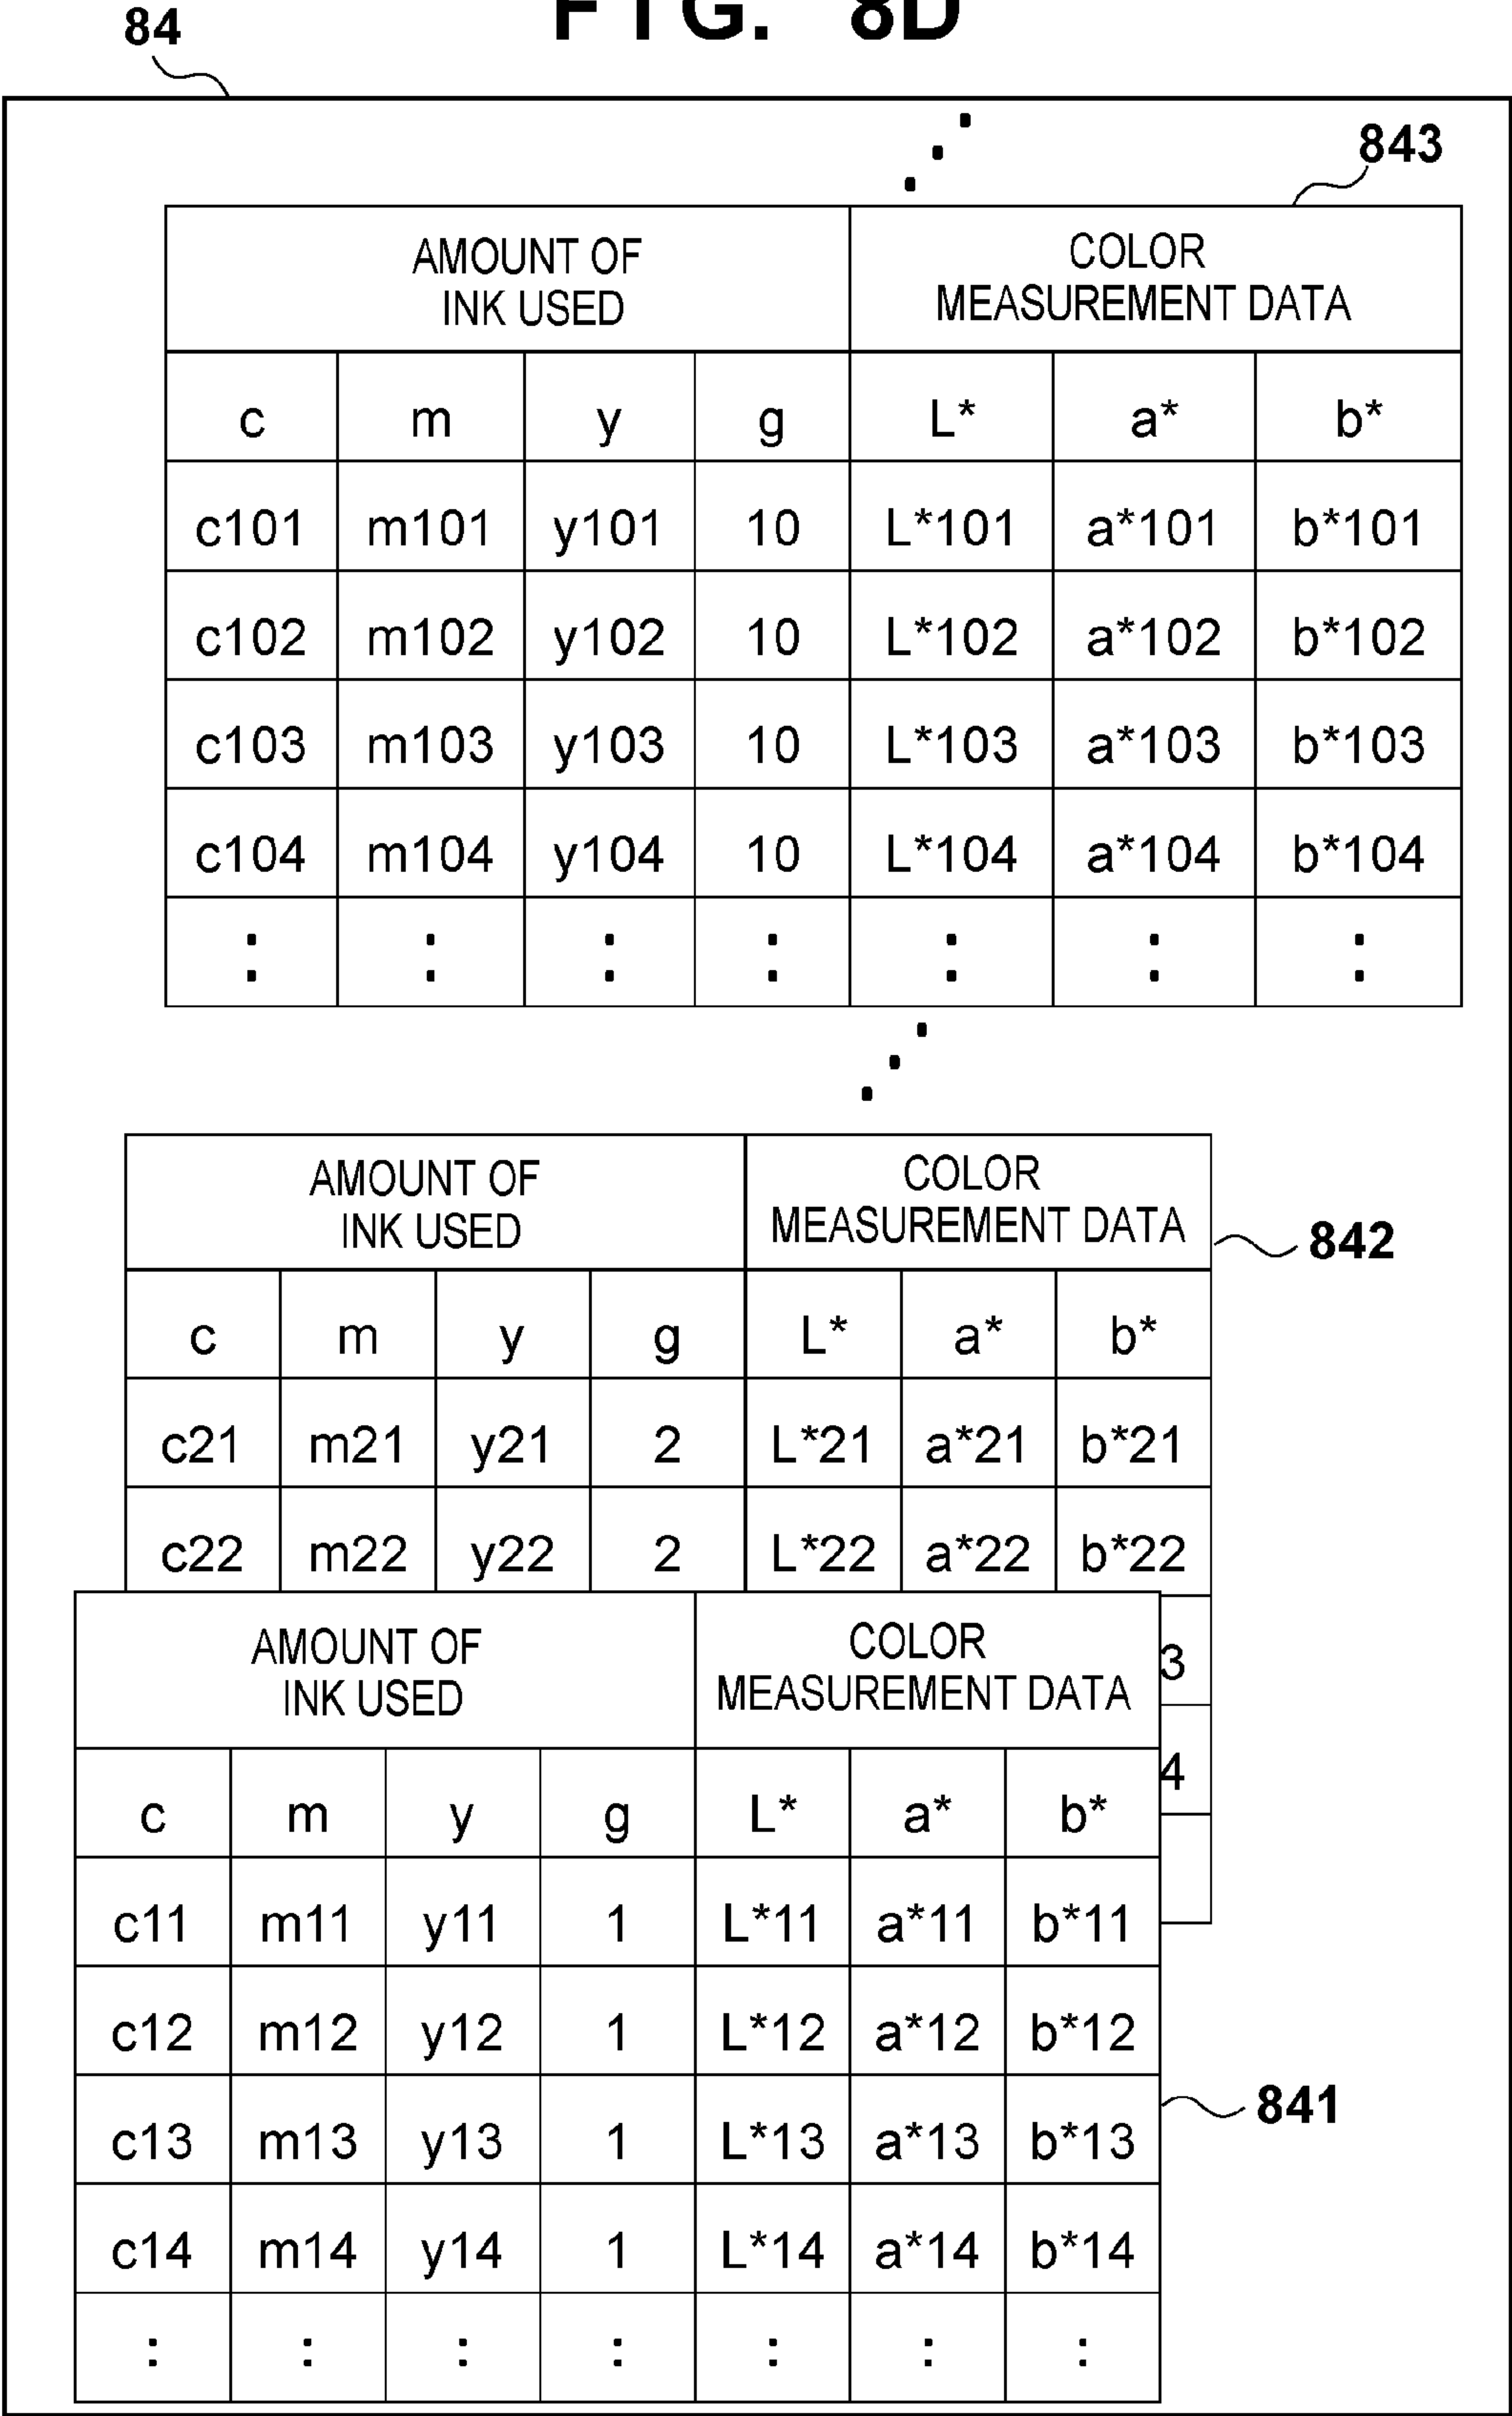 FIG. 8D
84
843
AMOUNT OF INK USED COLOR MEASUREMENT DATA
c m y g L* a* b*
c101 m101 y101 10 L*101 a*101 b*101
c102 m102 y102 10 L*102 a*102 b*102
c103 m103 y103 10 L*103 a*103 b*103
c104 m104 y104 10 L*104 a*104 b*104
: : : : : : :
AMOUNT OF INK USED COLOR MEASUREMENT DATA
842
c m y g L* a* b*
c21 m21 y21 2 L*21 a*21 b*21
c22 m22 y22 2 L*22 a*22 b*22
3
4
AMOUNT OF INK USED COLOR MEASUREMENT DATA
c m y g L* a* b*
c11 m11 y11 1 L*11 a*11 b*11
c12 m12 y12 1 L*12 a*12 b*12
c13 m13 y13 1 L*13 a*13 b*13
841
c14 m14 y14 1 L*14 a*14 b*14
: : : : : : :